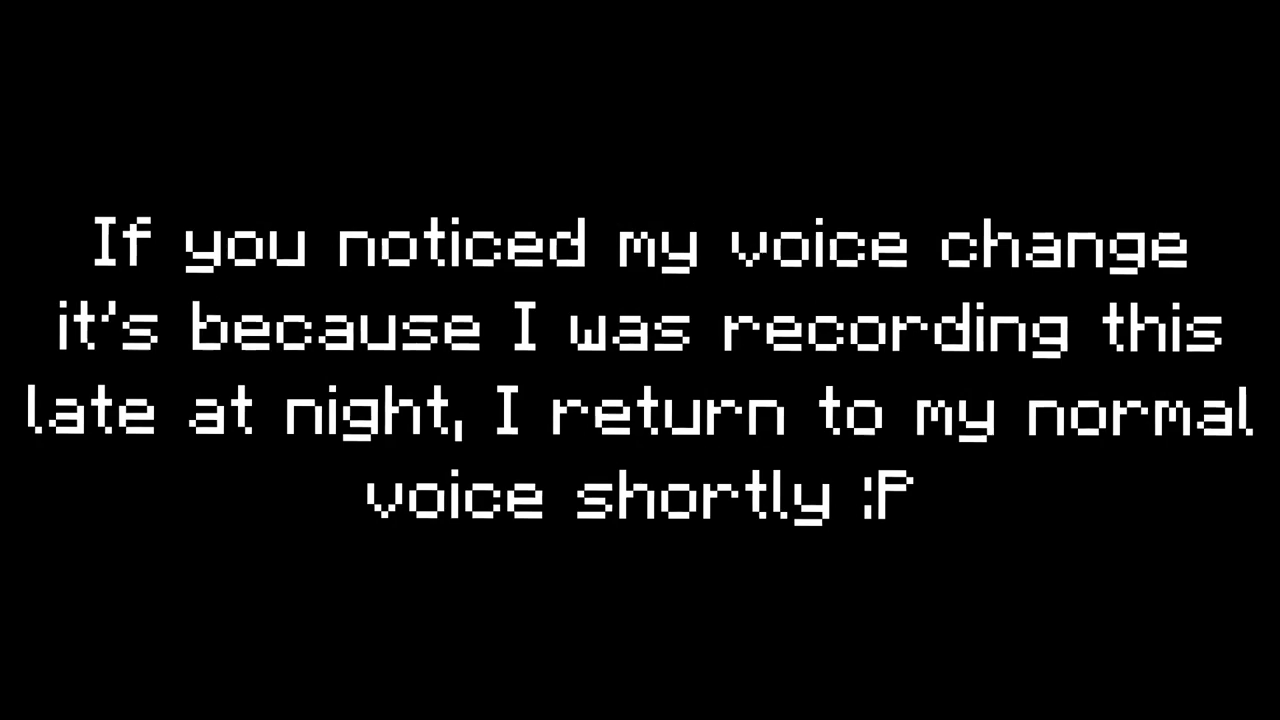 If you noticed my voice change
it's because I was recording this
late at night, I return to my normal
voice shortly :P